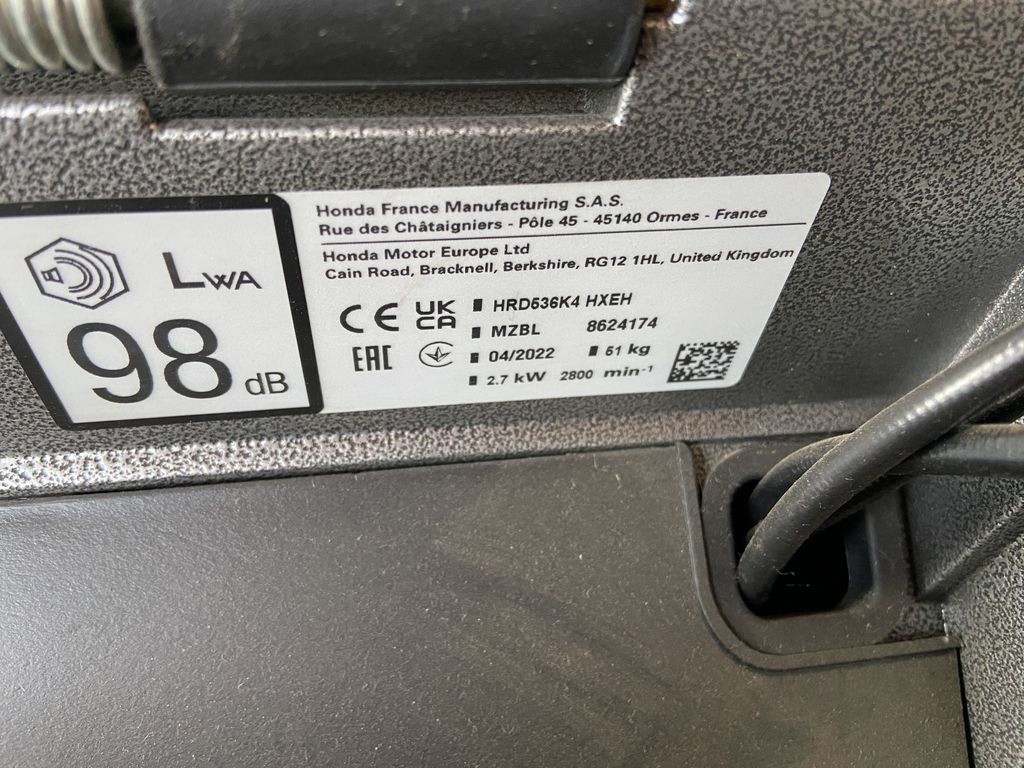 LWA
98 dB
Honda France Manufacturing S.A.S.
Rue des Châtaigniers - Pôle 45 - 45140 Ormes - France
Honda Motor Europe Ltd
Cain Road, Bracknell, Berkshire, RG12 1HL, United Kingdom
CE UK CA HRD536K4 HXEH
MZBL 8624174
EAC 04/2022 61 kg
2.7 kW 2800 min-1